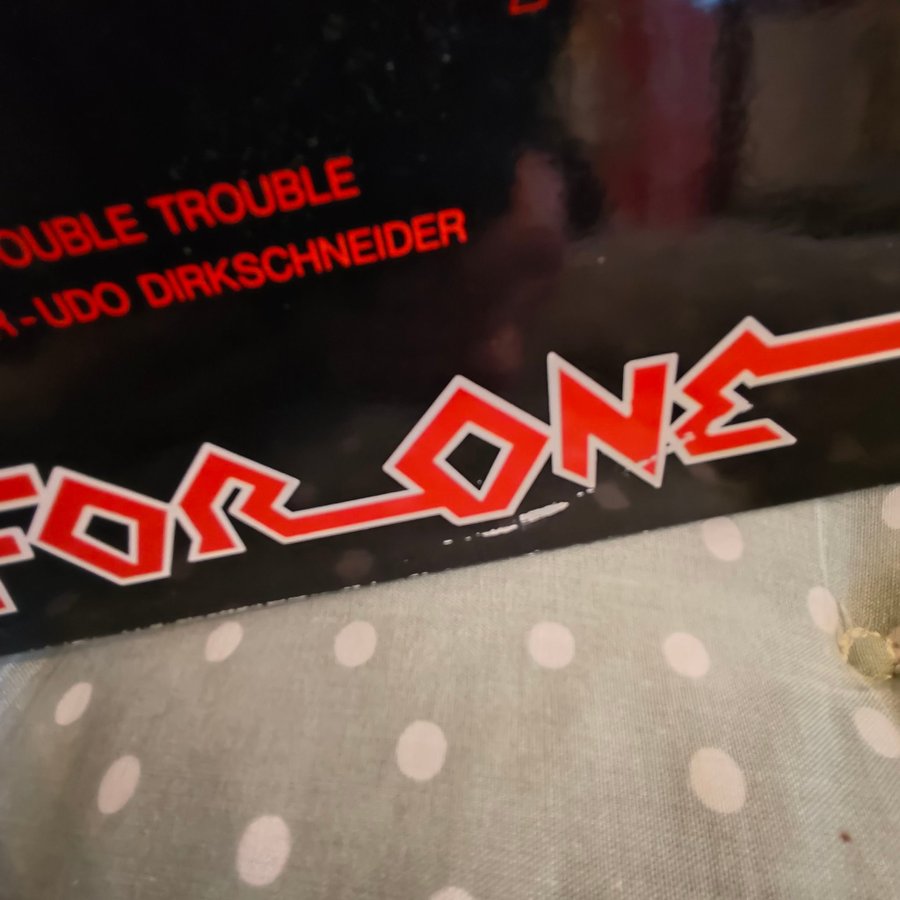 OUBLE TROUBLE
R - UDO DIRKSCHNEIDER
FOR ONE